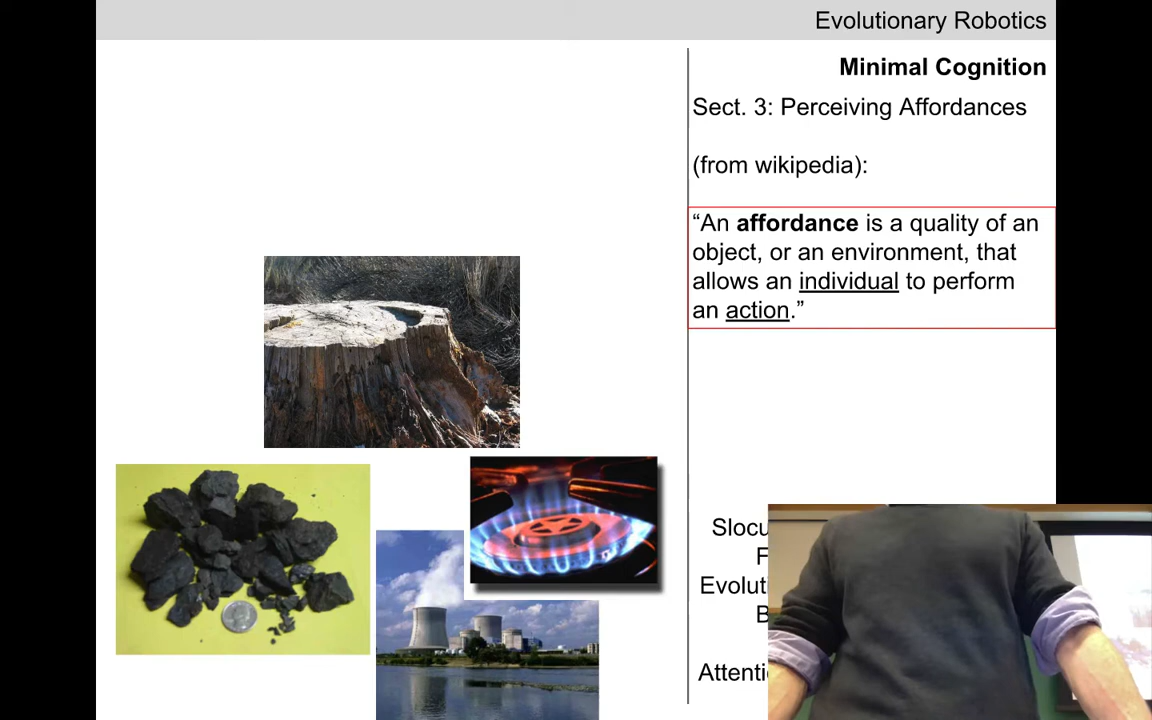 Evolutionary Robotics
Minimal Cognition
Sect. 3: Perceiving Affordances
(from wikipedia):
“An affordance is a quality of an
object, or an environment, that
allows an individual to perform
an action.”